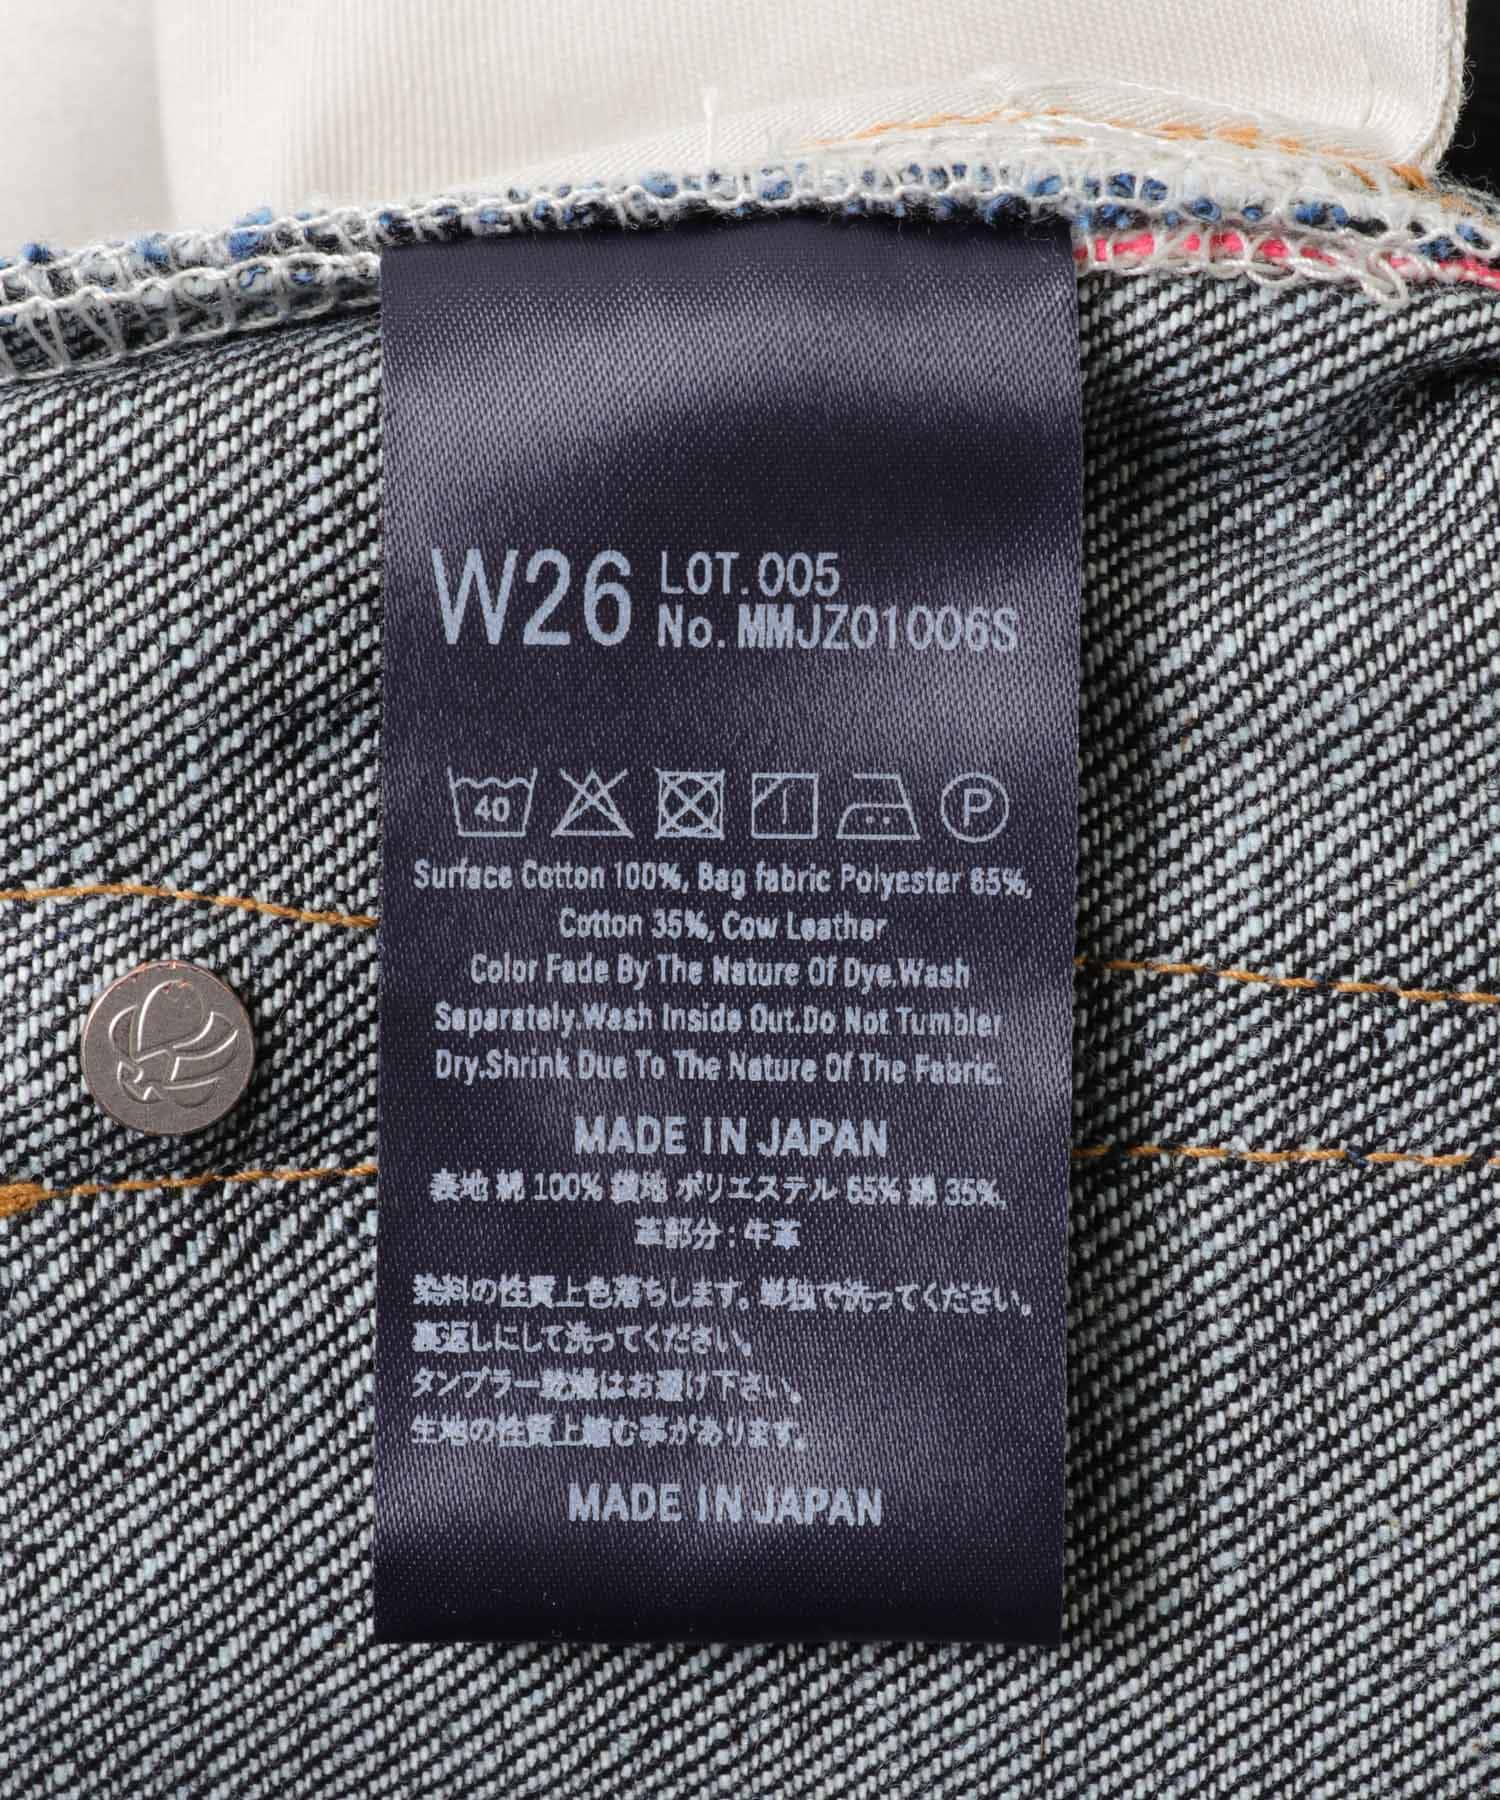 W26
LOT.005
No.MMJZ01006S
40
P
Surface Cotton 100%, Bag fabric Polyester 65%,
Cotton 35%, Cow Leather
Color Fade By The Nature Of Dye.Wash
Separately.Wash Inside Out.Do Not Tumbler
Dry.Shrink Due To The Nature Of The Fabric.
MADE IN JAPAN
表地 綿 100% 袋地 ポリエステル 65% 綿 35%,
革部分：牛革
染料の性質上色落ちします。単独で洗ってください。
裏返しにして洗ってください。
タンブラー乾燥はお避け下さい。
生地の性質上縮む事があります。
MADE IN JAPAN